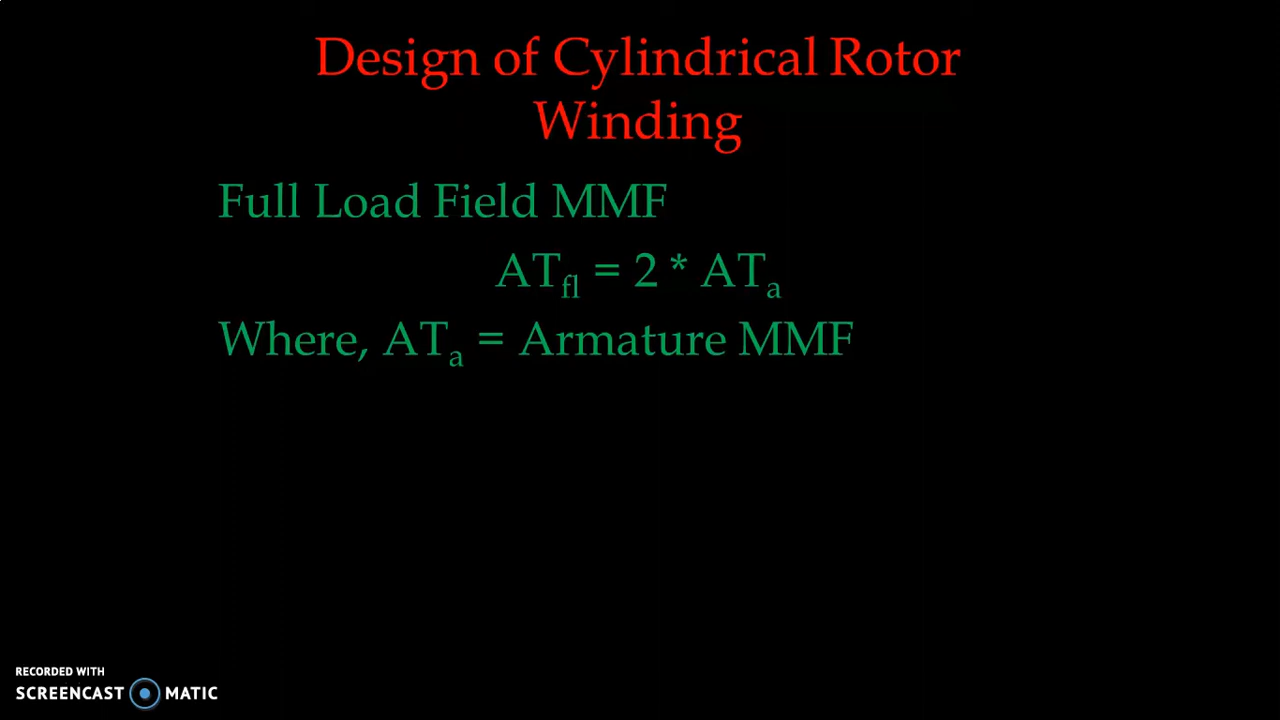 Design of Cylindrical Rotor
Winding
Full Load Field MMF
ATfl = 2 * ATa
Where, ATa = Armature MMF
RECORDED WITH
SCREENCAST MATIC